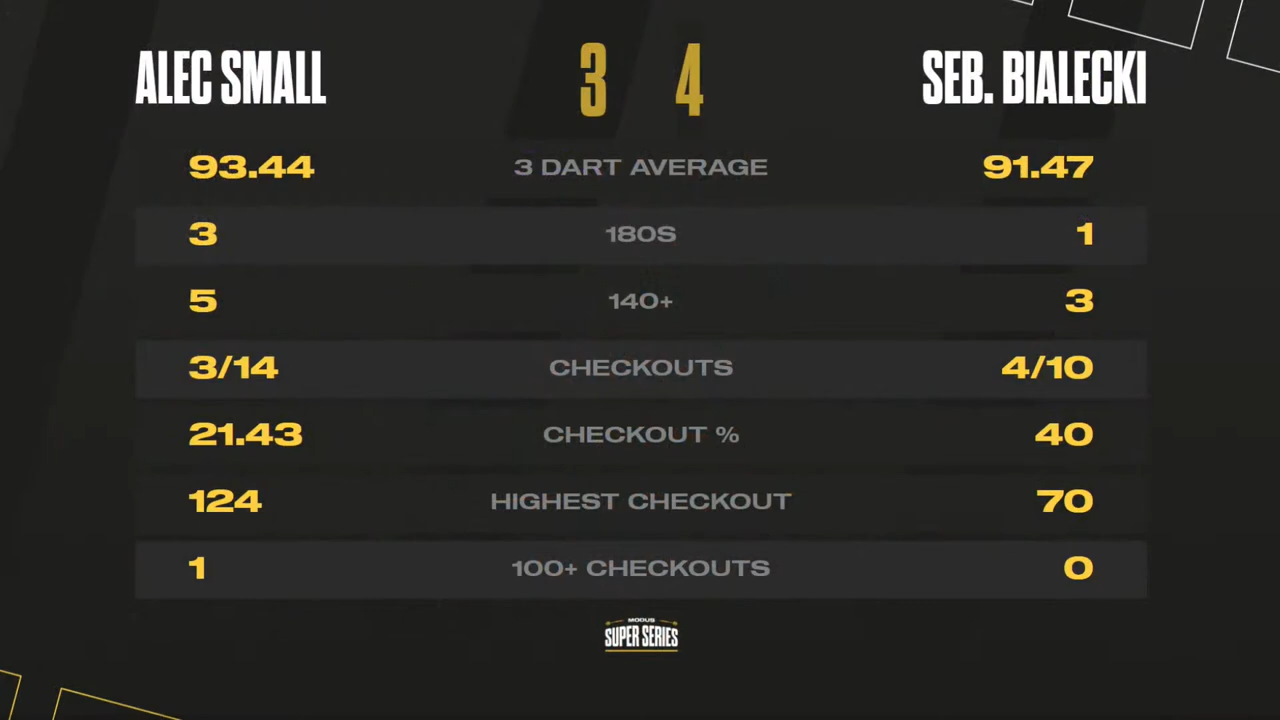 ALEC SMALL 3 4 SEB. BIALECKI
93.44 3 DART AVERAGE 91.47
3 180S 1
5 140+ 3
3/14 CHECKOUTS 4/10
21.43 CHECKOUT % 40
124 HIGHEST CHECKOUT 70
1 100+ CHECKOUTS 0
MODUS
SUPER SERIES